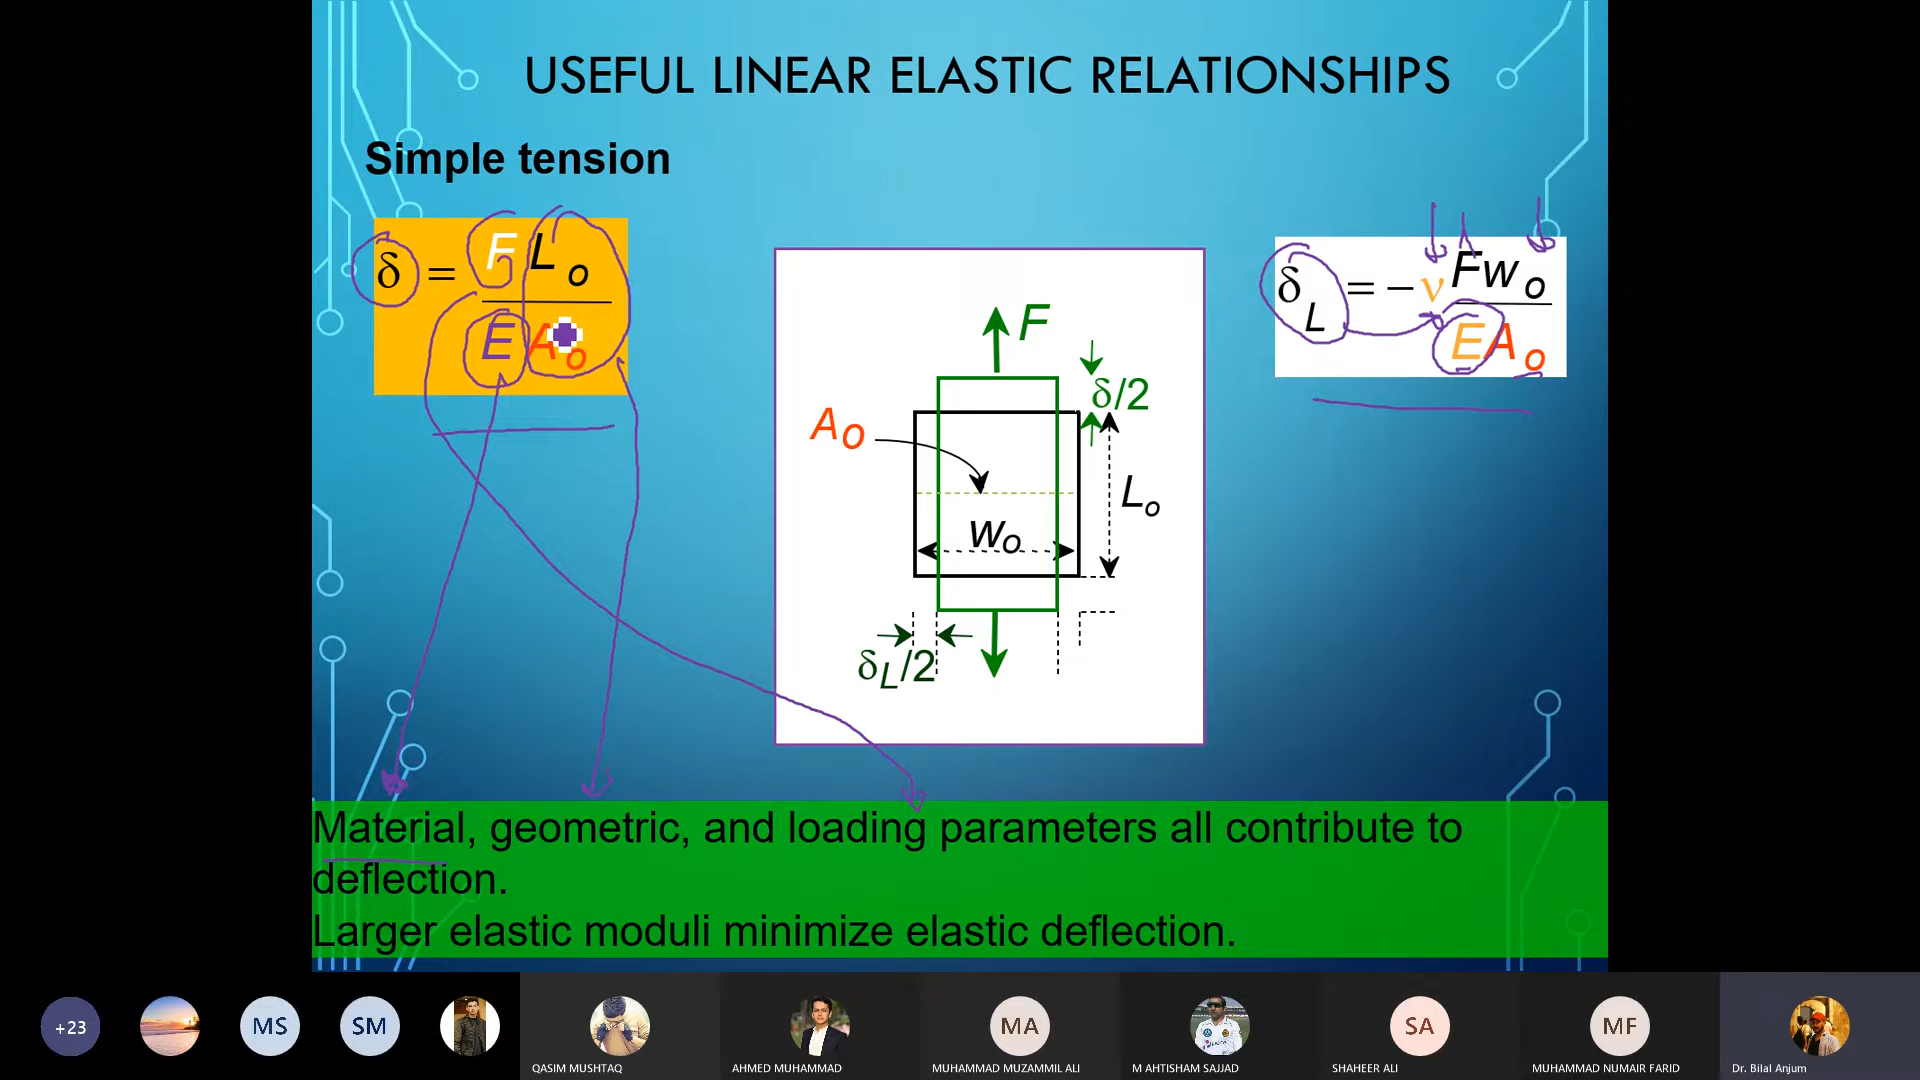 USEFUL LINEAR ELASTIC RELATIONSHIPS
Simple tension
δ = F L o
E A o
δ L = − ν F w o
E A o
F
δ/2
A o
L o
w o
δL/2
Material, geometric, and loading parameters all contribute to
deflection.
Larger elastic moduli minimize elastic deflection.
+23
MS
SM
MA
SA
MF
QASIM MUSHTAQ
AHMED MUHAMMAD
MUHAMMAD MUZAMMIL ALI
M AHTISHAM SAJJAD
SHAHEER ALI
MUHAMMAD NUMAIR FARID
Dr. Bilal Anjum